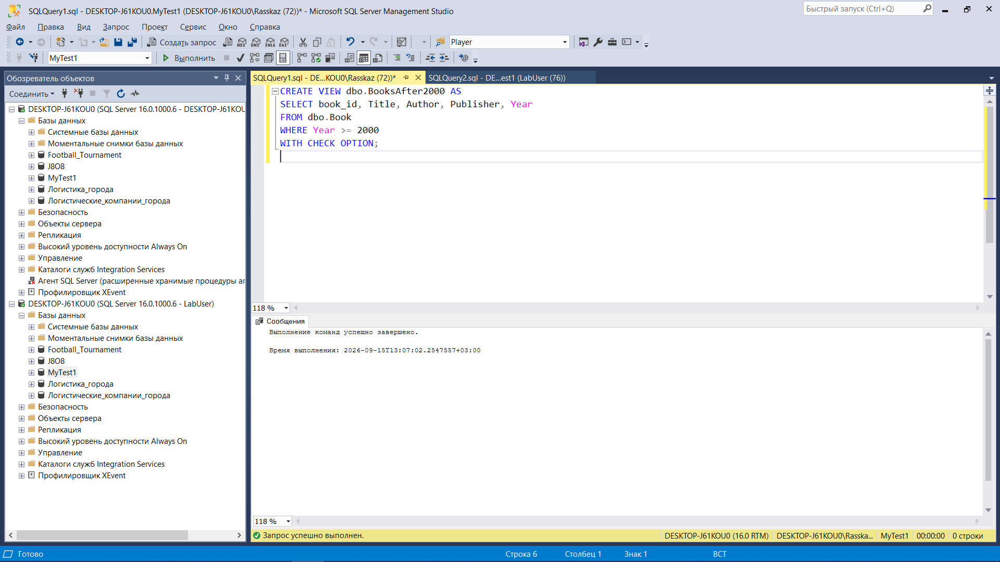 SQLQuery1.sql - DESKTOP-J61KOU0.MyTest1 (DESKTOP-J61KOU0\Rasskaz (72))* - Microsoft SQL Server Management Studio
Быстрый запуск (Ctrl+Q)
Файл Правка Вид Запрос Проект Сервис Окно Справка
Создать запрос MDX DMX XMLA DAX Player
MyTest1 Выполнить
Обозреватель объектов
Соединить
DESKTOP-J61KOU0 (SQL Server 16.0.1000.6 - DESKTOP-J61KOU
Базы данных
Системные базы данных
Моментальные снимки базы данных
Football_Tournament
J8O8
MyTest1
Логистика_города
Логистические_компании_города
Безопасность
Объекты сервера
Репликация
Высокий уровень доступности Always On
Управление
Каталоги служб Integration Services
Агент SQL Server (расширенные хранимые процедуры аг
Профилировщик XEvent
DESKTOP-J61KOU0 (SQL Server 16.0.1000.6 - LabUser)
Базы данных
Системные базы данных
Моментальные снимки базы данных
Football_Tournament
J8O8
MyTest1
Логистика_города
Логистические_компании_города
Безопасность
Объекты сервера
Репликация
Высокий уровень доступности Always On
Управление
Каталоги служб Integration Services
Профилировщик XEvent
SQLQuery1.sql - DE...KOU0\Rasskaz (72))* SQLQuery2.sql - DE...est1 (LabUser (76))
CREATE VIEW dbo.BooksAfter2000 AS
SELECT book_id, Title, Author, Publisher, Year
FROM dbo.Book
WHERE Year >= 2000
WITH CHECK OPTION;
118 %
Сообщения
Выполнение команд успешно завершено.
Время выполнения: 2026-09-15T13:07:02.2547557+03:00
118 %
Запрос успешно выполнен. DESKTOP-J61KOU0 (16.0 RTM) DESKTOP-J61KOU0\Rasska... MyTest1 00:00:00 0 строки
Готово Строка 6 Столбец 1 Знак 1 ВСТ